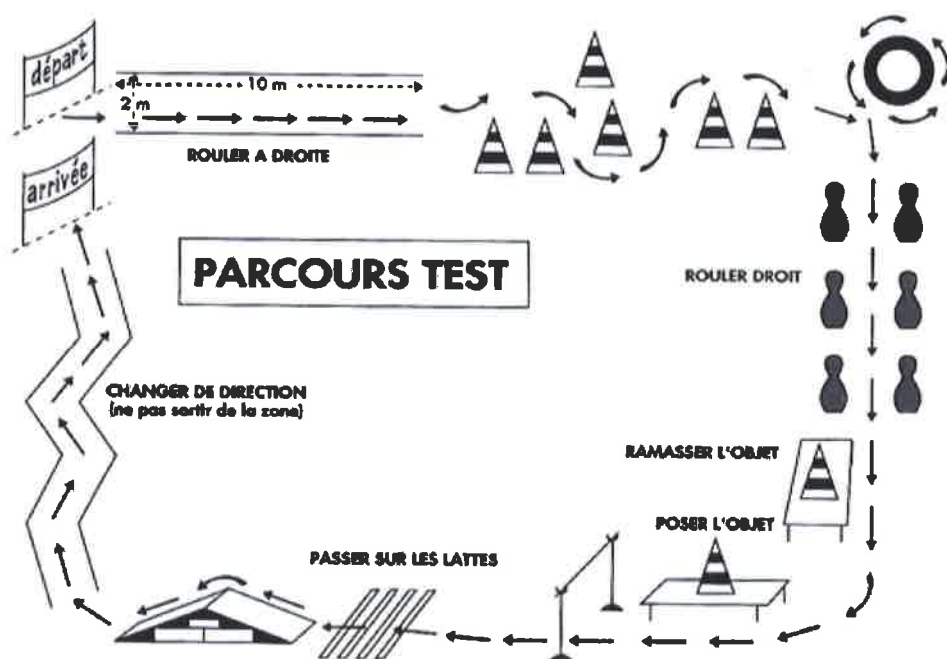 départ
10 m
2 m
ROULER A DROITE
arrivée
PARCOURS TEST
ROULER DROIT
CHANGER DE DIRECTION
(ne pas sortir de la zone)
RAMASSER L'OBJET
POSER L'OBJET
PASSER SUR LES LATTES